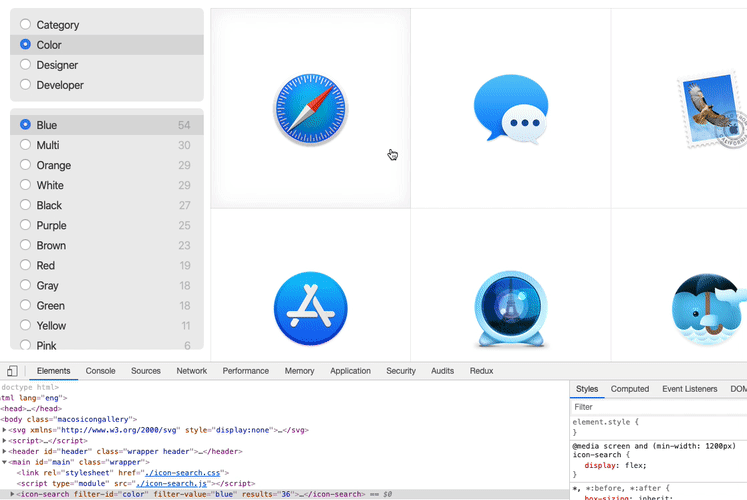 Category
Color
Designer
Developer
Blue 54
Multi 30
Orange 29
White 29
Black 27
Purple 25
Brown 23
Red 19
Gray 18
Green 18
Yellow 11
Pink 6
Elements Console Sources Network Performance Memory Application Security Audits Redux
doctype html>
html lang="eng">
<head>…</head>
<body class="macosicongallery">
<svg xmlns="http://www.w3.org/2000/svg" style="display:none">…</svg>
<script>…</script>
<header id="header" class="wrapper header">…</header>
<main id="main" class="wrapper">
<link rel="stylesheet" href="./icon-search.css">
<script type="module" src="./icon-search.js"></script>
<icon-search filter-id="color" filter-value="blue" results="36">…</icon-search> == $0
Styles Computed Event Listeners DOM
Filter
element.style {
}
@media screen and (min-width: 1200px)
icon-search {
display: flex;
}
*, *:before, *:after {
box-sizing: inherit;